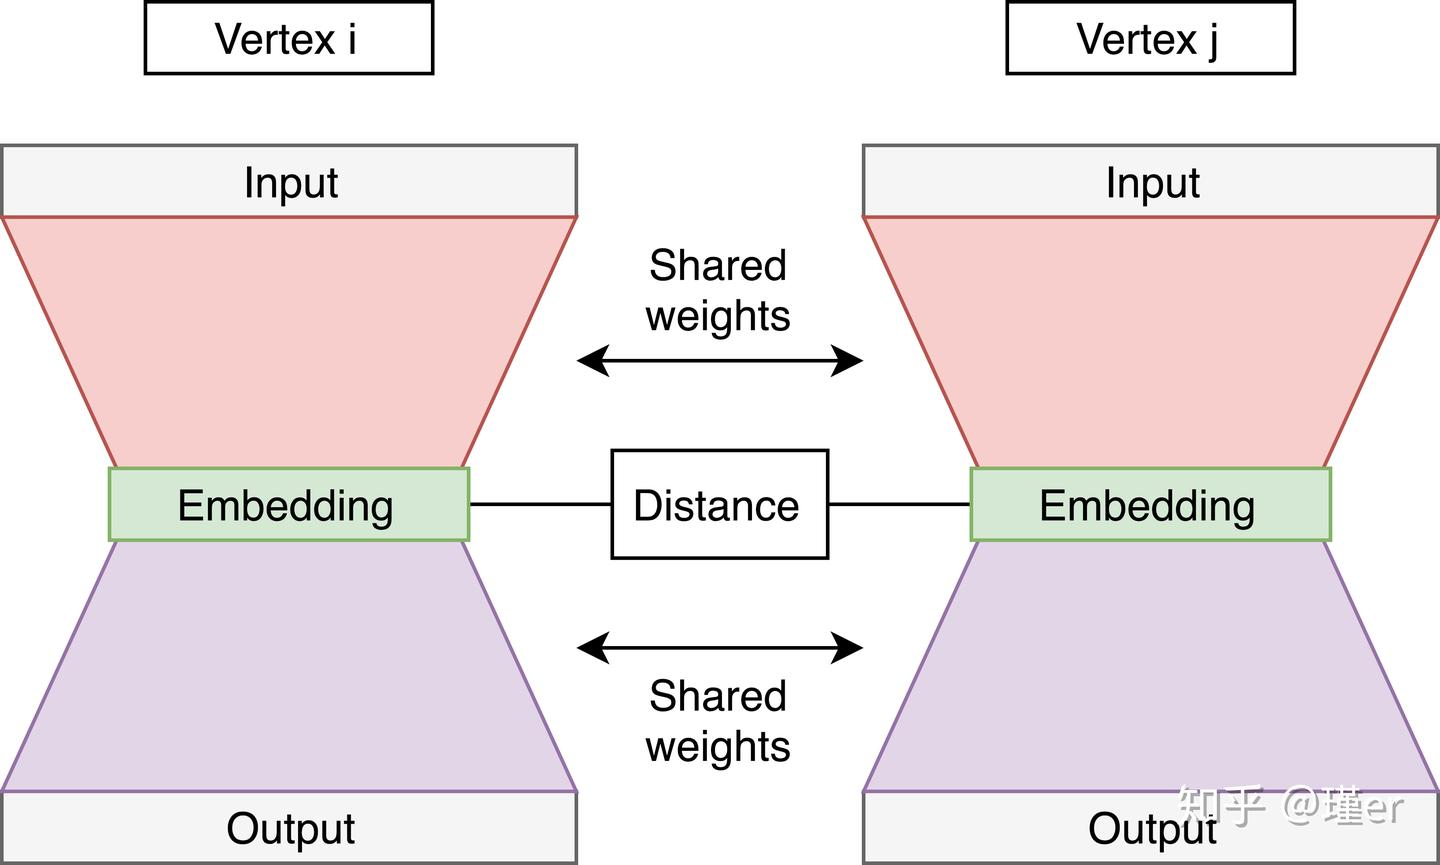 Vertex i
Vertex j
Input
Input
Shared
weights
Embedding
Distance
Embedding
Shared
weights
Output
Output
知乎 @瑾er